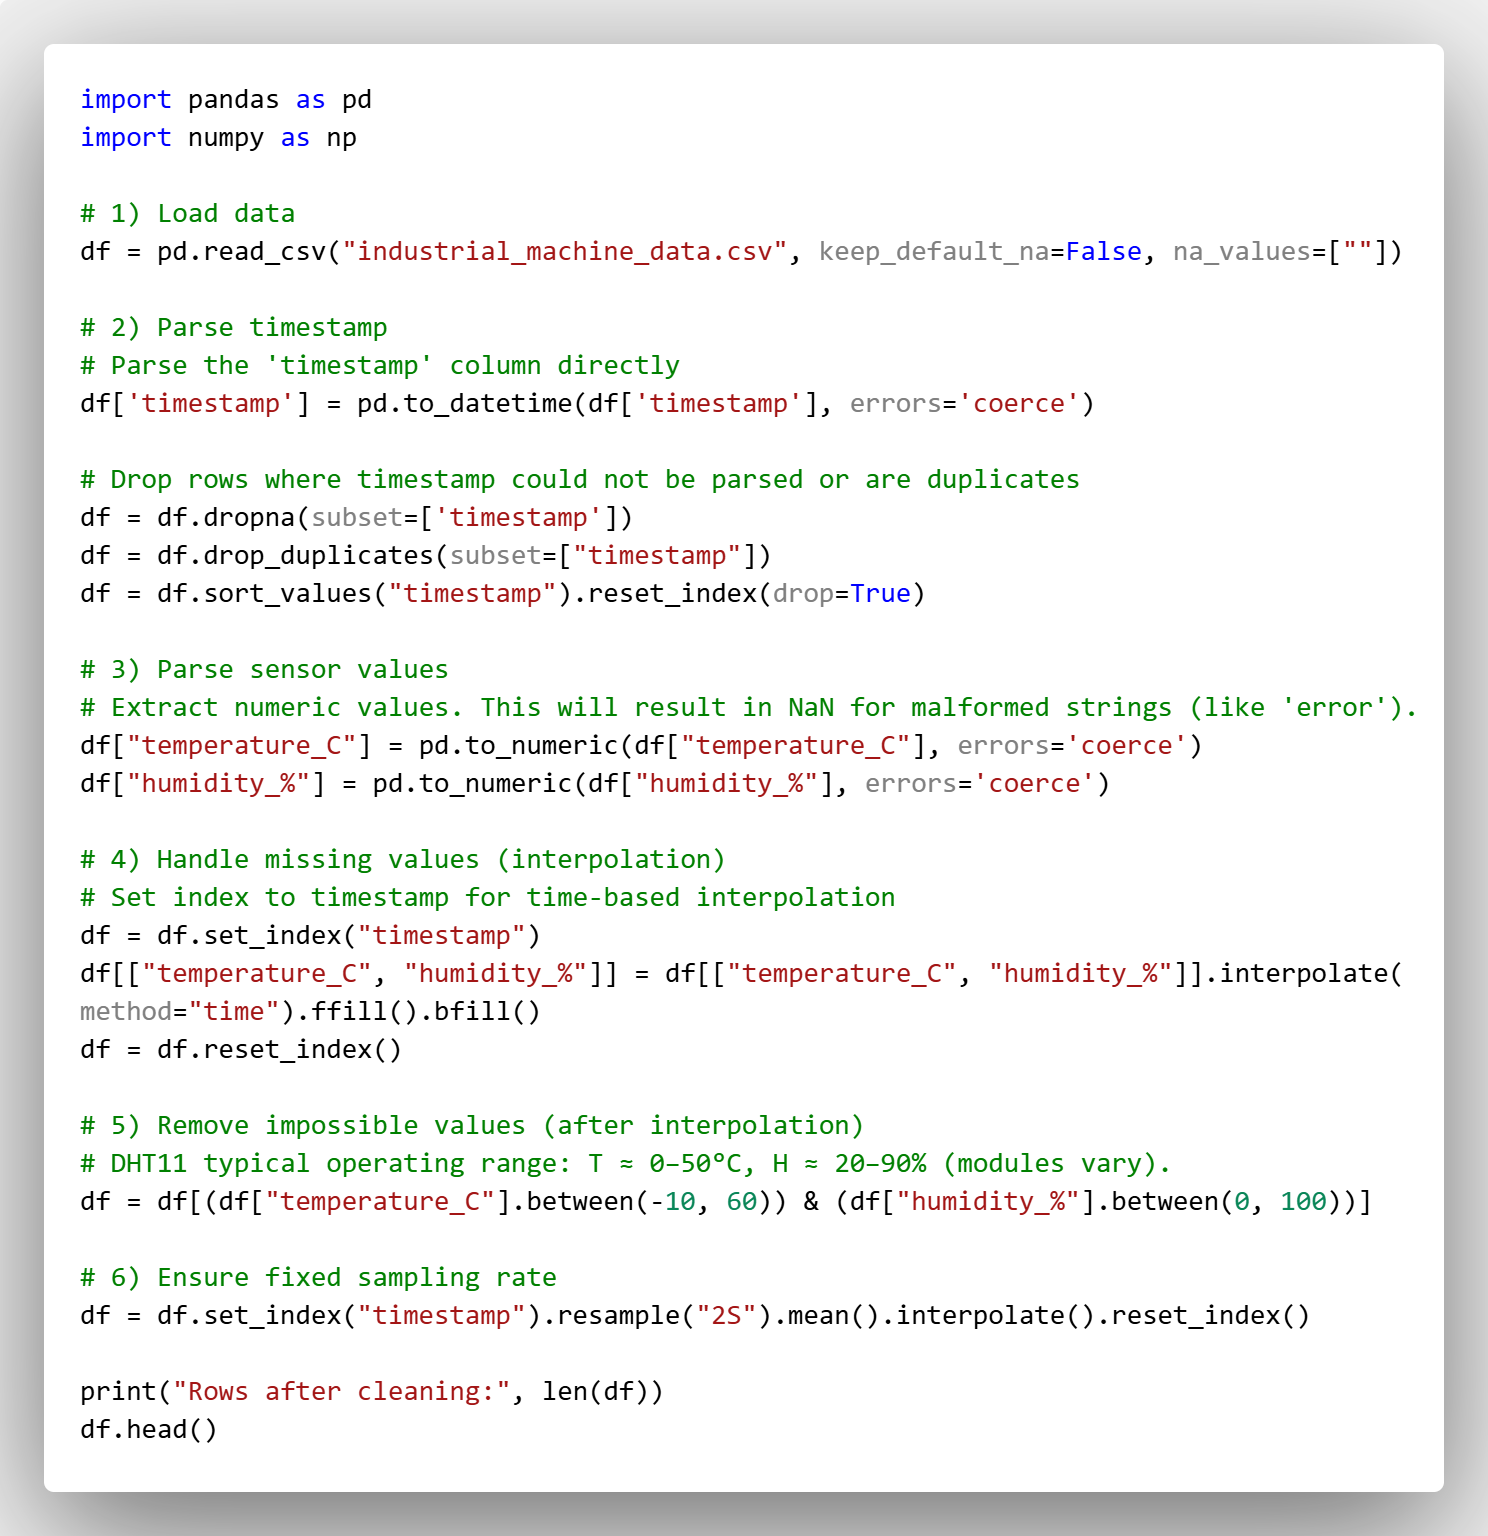 import pandas as pd
import numpy as np

# 1) Load data
df = pd.read_csv("industrial_machine_data.csv", keep_default_na=False, na_values=[""])

# 2) Parse timestamp
# Parse the 'timestamp' column directly
df['timestamp'] = pd.to_datetime(df['timestamp'], errors='coerce')

# Drop rows where timestamp could not be parsed or are duplicates
df = df.dropna(subset=['timestamp'])
df = df.drop_duplicates(subset=["timestamp"])
df = df.sort_values("timestamp").reset_index(drop=True)

# 3) Parse sensor values
# Extract numeric values. This will result in NaN for malformed strings (like 'error').
df["temperature_C"] = pd.to_numeric(df["temperature_C"], errors='coerce')
df["humidity_%"] = pd.to_numeric(df["humidity_%"], errors='coerce')

# 4) Handle missing values (interpolation)
# Set index to timestamp for time-based interpolation
df = df.set_index("timestamp")
df[["temperature_C", "humidity_%"]] = df[["temperature_C", "humidity_%"]].interpolate(
method="time").ffill().bfill()
df = df.reset_index()

# 5) Remove impossible values (after interpolation)
# DHT11 typical operating range: T ≈ 0–50°C, H ≈ 20–90% (modules vary).
df = df[(df["temperature_C"].between(-10, 60)) & (df["humidity_%"].between(0, 100))]

# 6) Ensure fixed sampling rate
df = df.set_index("timestamp").resample("2S").mean().interpolate().reset_index()

print("Rows after cleaning:", len(df))
df.head()